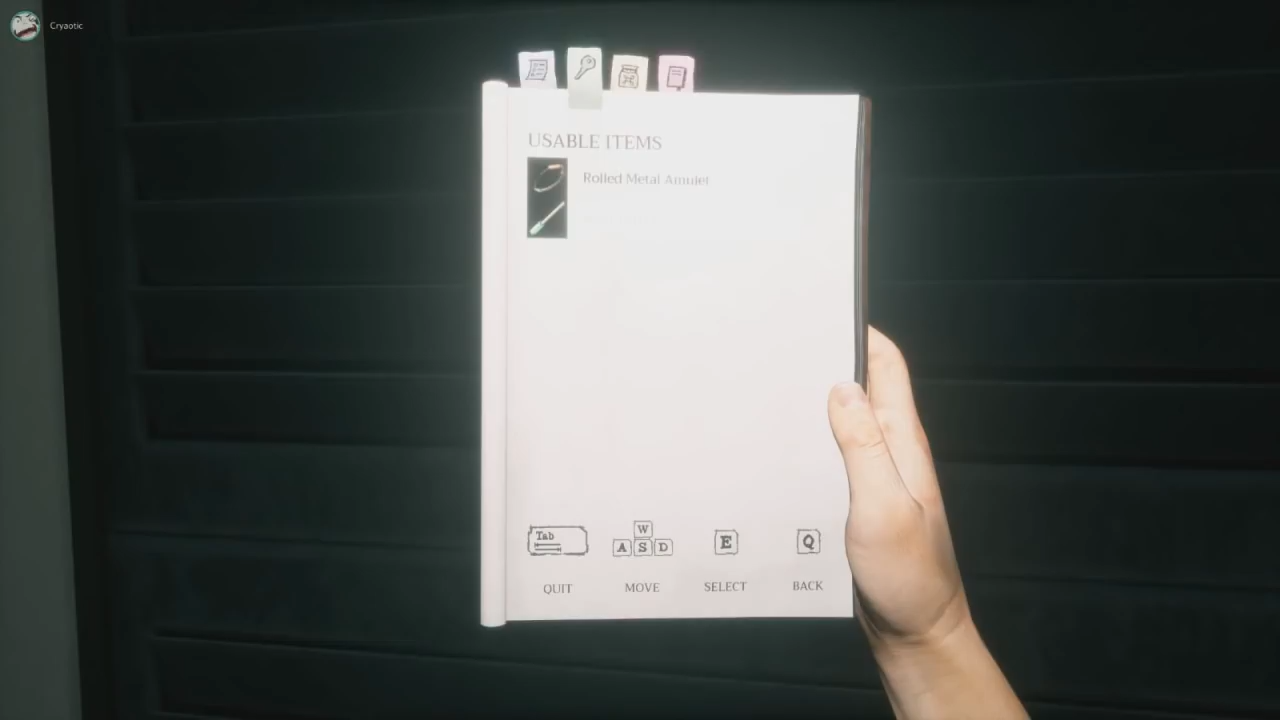 Cryaotic
USABLE ITEMS
Rolled Metal Amulet
Tab
W
A S D
E
Q
QUIT
MOVE
SELECT
BACK